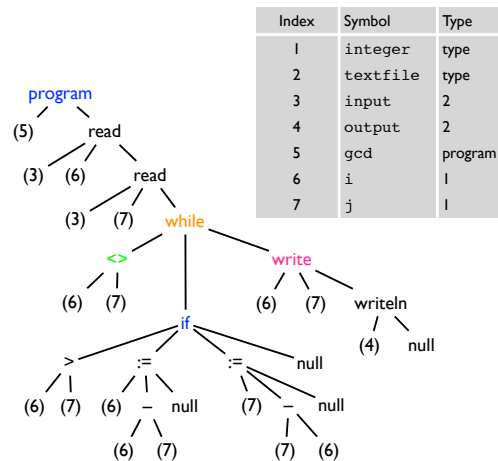 Index Symbol Type
1 integer type
2 textfile type
3 input 2
4 output 2
5 gcd program
6 i 1
7 j 1
program
(5) read
(3) (6) read
(3) (7) while
<> write
(6) (7) (6) (7) writeln
if (4) null
> := := null
(6) (7) (6) – null (7) – null
(6) (7) (7) (6)